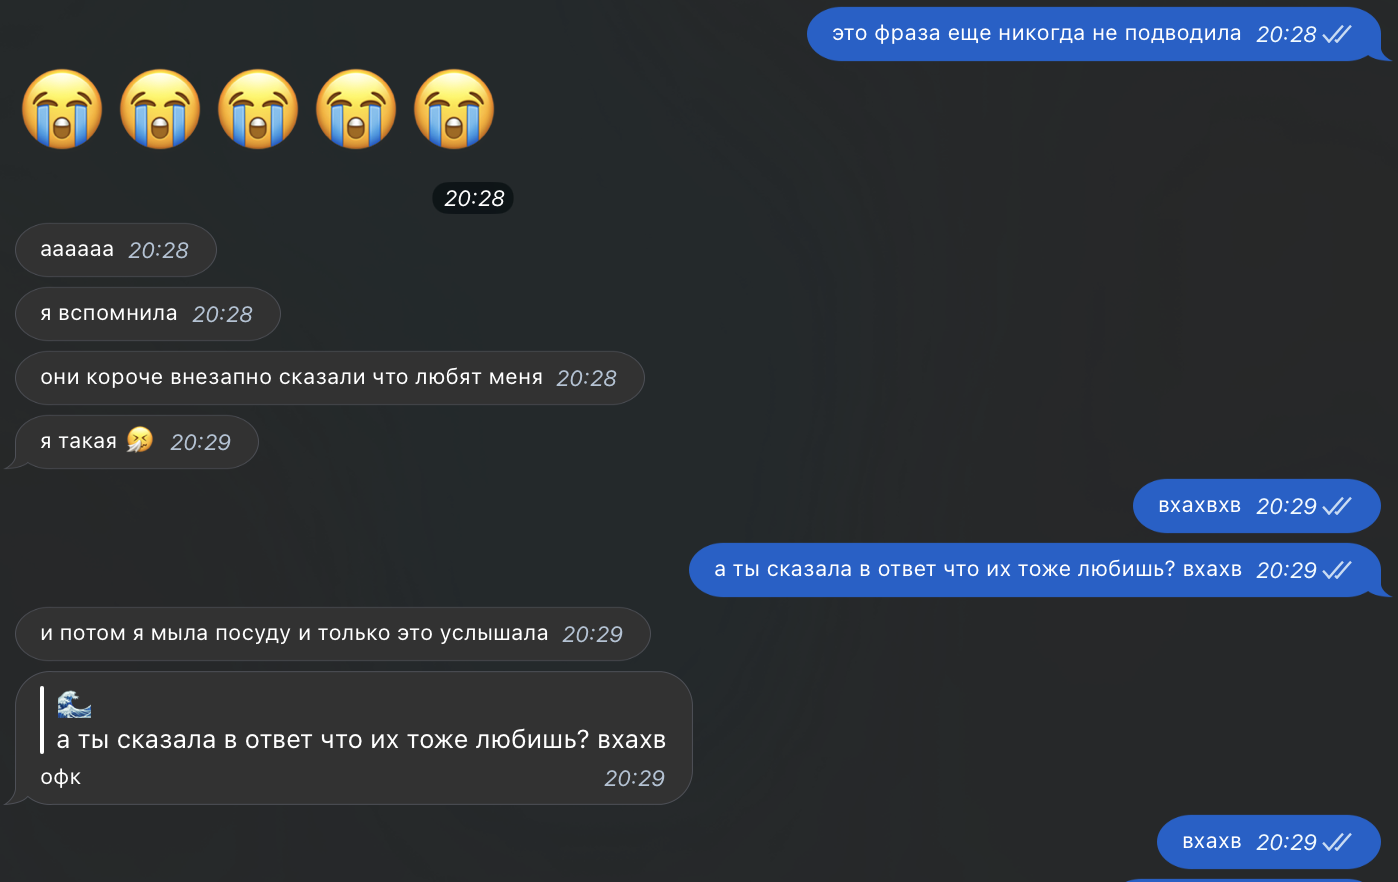 это фраза еще никогда не подводила 20:28
😭😭😭😭😭
20:28
аааааа 20:28
я вспомнила 20:28
они короче внезапно сказали что любят меня 20:28
я такая 🤧 20:29
вхахвхв 20:29
а ты сказала в ответ что их тоже любишь? вхахв 20:29
и потом я мыла посуду и только это услышала 20:29
🌊
а ты сказала в ответ что их тоже любишь? вхахв
офк 20:29
вхахв 20:29